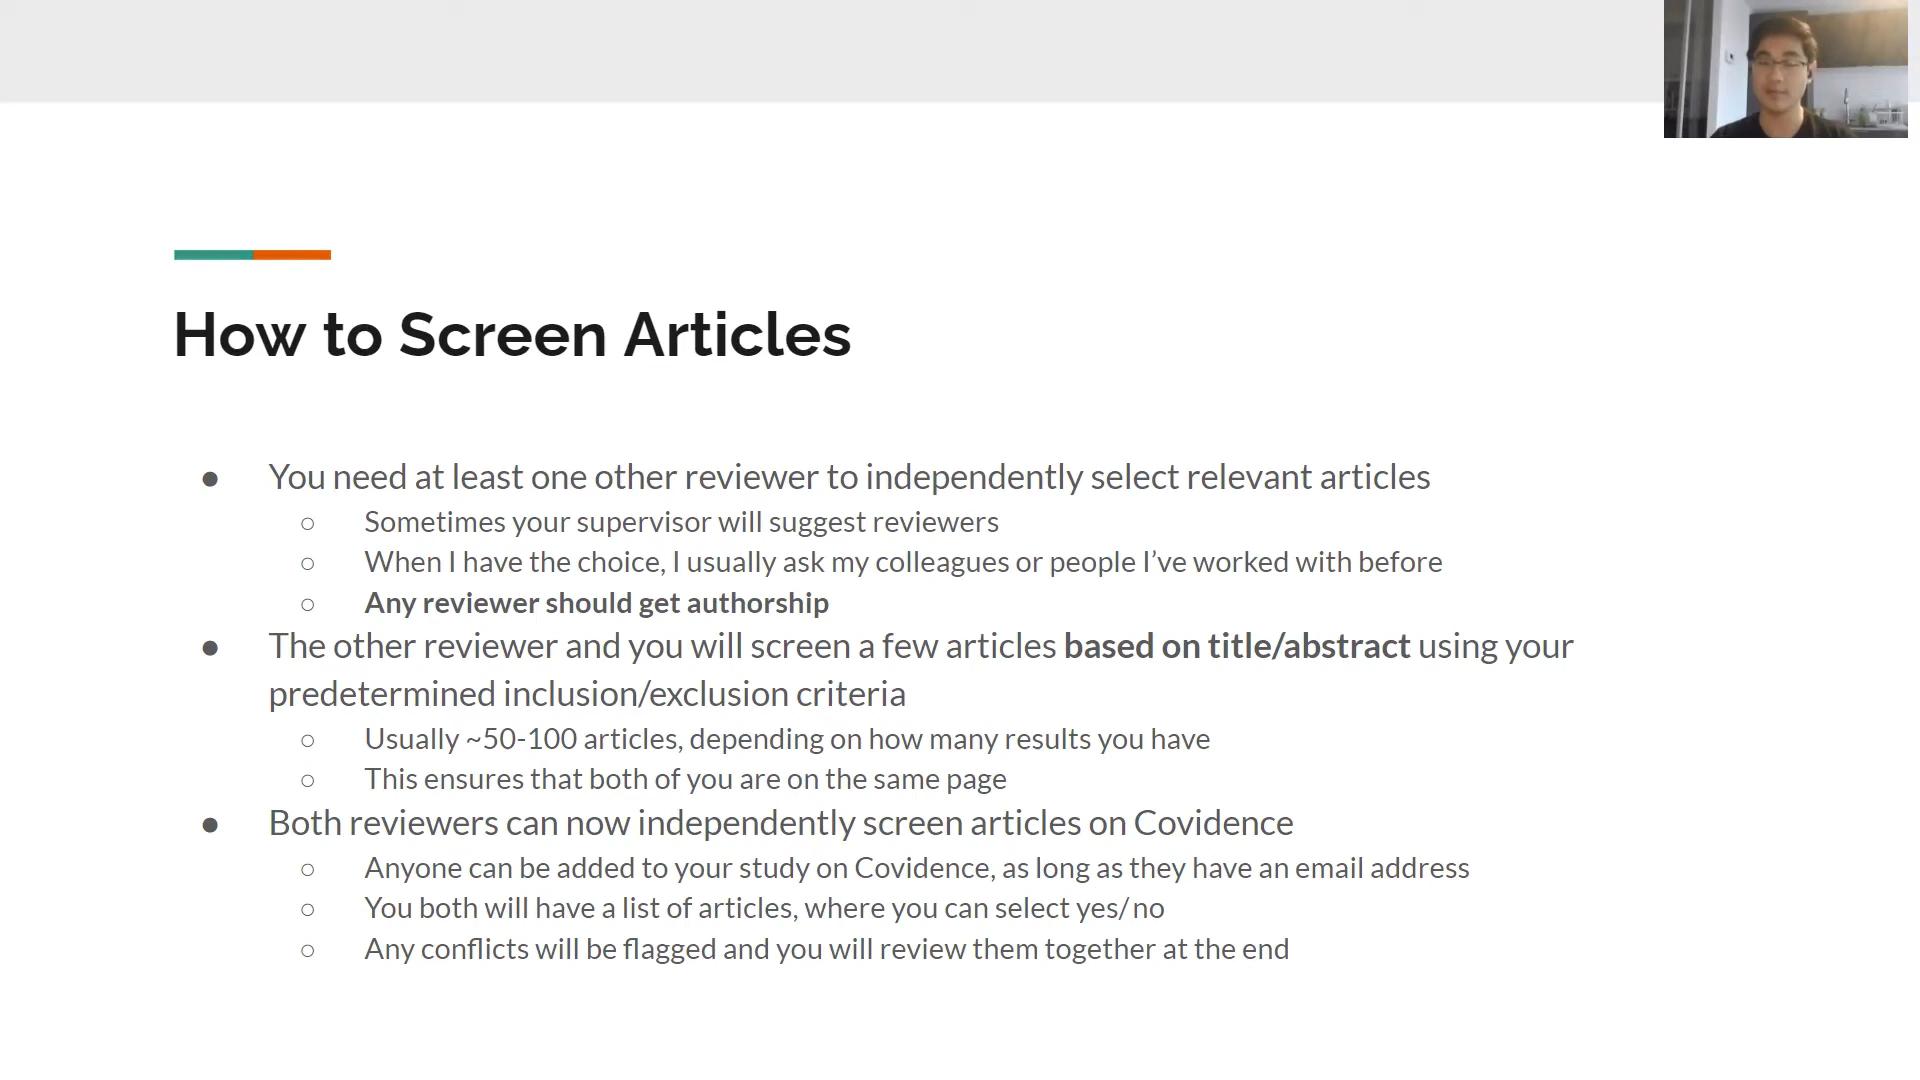 How to Screen Articles
● You need at least one other reviewer to independently select relevant articles
○ Sometimes your supervisor will suggest reviewers
○ When I have the choice, I usually ask my colleagues or people I’ve worked with before
○ Any reviewer should get authorship
● The other reviewer and you will screen a few articles based on title/abstract using your
predetermined inclusion/exclusion criteria
○ Usually ~50-100 articles, depending on how many results you have
○ This ensures that both of you are on the same page
● Both reviewers can now independently screen articles on Covidence
○ Anyone can be added to your study on Covidence, as long as they have an email address
○ You both will have a list of articles, where you can select yes/no
○ Any conflicts will be flagged and you will review them together at the end